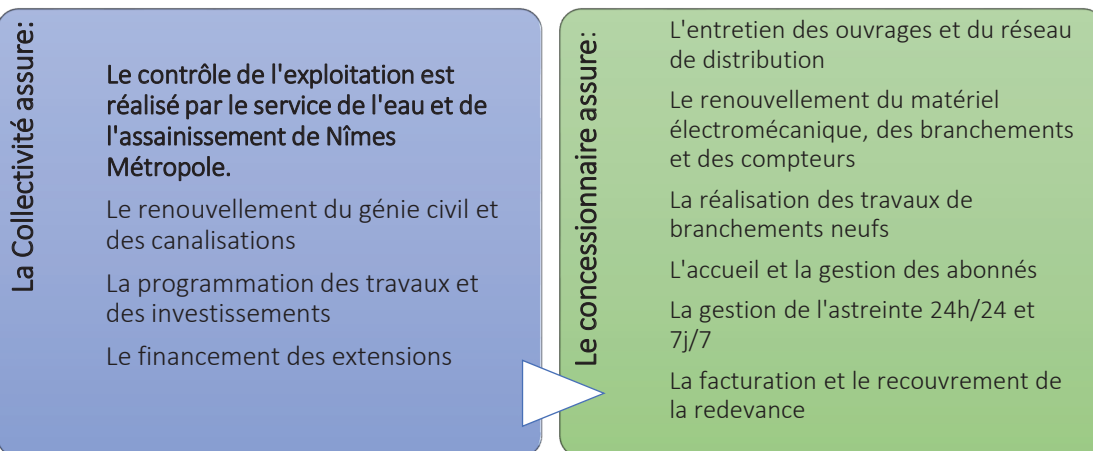 La Collectivité assure:
Le contrôle de l'exploitation est
réalisé par le service de l'eau et de
l'assainissement de Nîmes
Métropole.
Le renouvellement du génie civil et
des canalisations
La programmation des travaux et
des investissements
Le financement des extensions
Le concessionnaire assure:
L'entretien des ouvrages et du réseau
de distribution
Le renouvellement du matériel
électromécanique, des branchements
et des compteurs
La réalisation des travaux de
branchements neufs
L'accueil et la gestion des abonnés
La gestion de l'astreinte 24h/24 et
7j/7
La facturation et le recouvrement de
la redevance